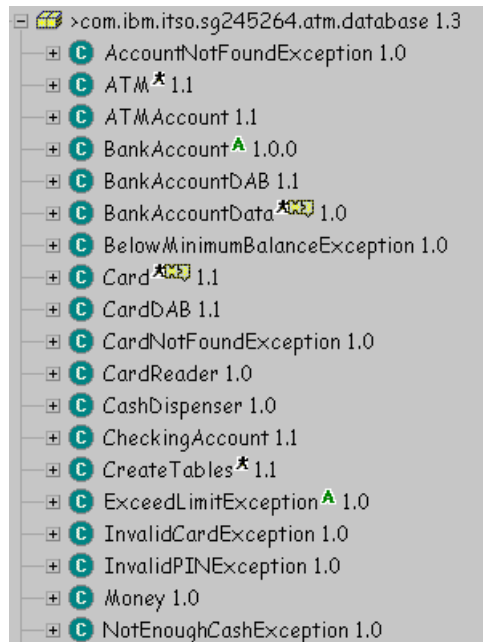 >com.ibm.itso.sg245264.atm.database 1.3
C AccountNotFoundException 1.0
C ATM 1.1
C ATMAccount 1.1
C BankAccount A 1.0.0
C BankAccountDAB 1.1
C BankAccountData 1.0
C BelowMinimumBalanceException 1.0
C Card 1.1
C CardDAB 1.1
C CardNotFoundException 1.0
C CardReader 1.0
C CashDispenser 1.0
C CheckingAccount 1.1
C CreateTables 1.1
C ExceedLimitException A 1.0
C InvalidCardException 1.0
C InvalidPINException 1.0
C Money 1.0
C NotEnoughCashException 1.0